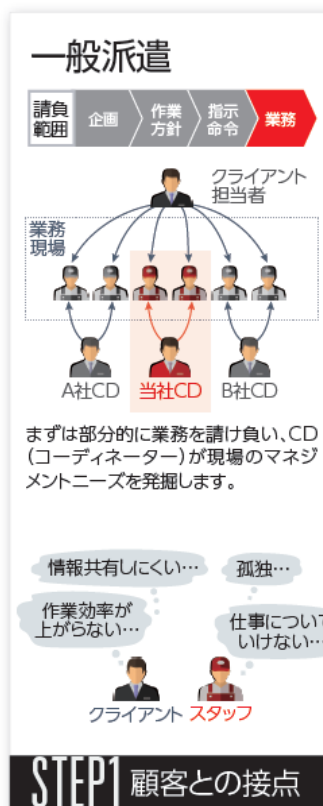 一般派遣
請負
範囲
企画
作業
方針
指示
命令
業務
クライアント
担当者
業務
現場
A社CD
当社CD
B社CD
まずは部分的に業務を請け負い、CD
(コーディネーター)が現場のマネジ
メントニーズを発掘します。
情報共有しにくい…
孤独…
作業効率が
上がらない…
仕事について
いけない…
クライアント
スタッフ
STEP1 顧客との接点